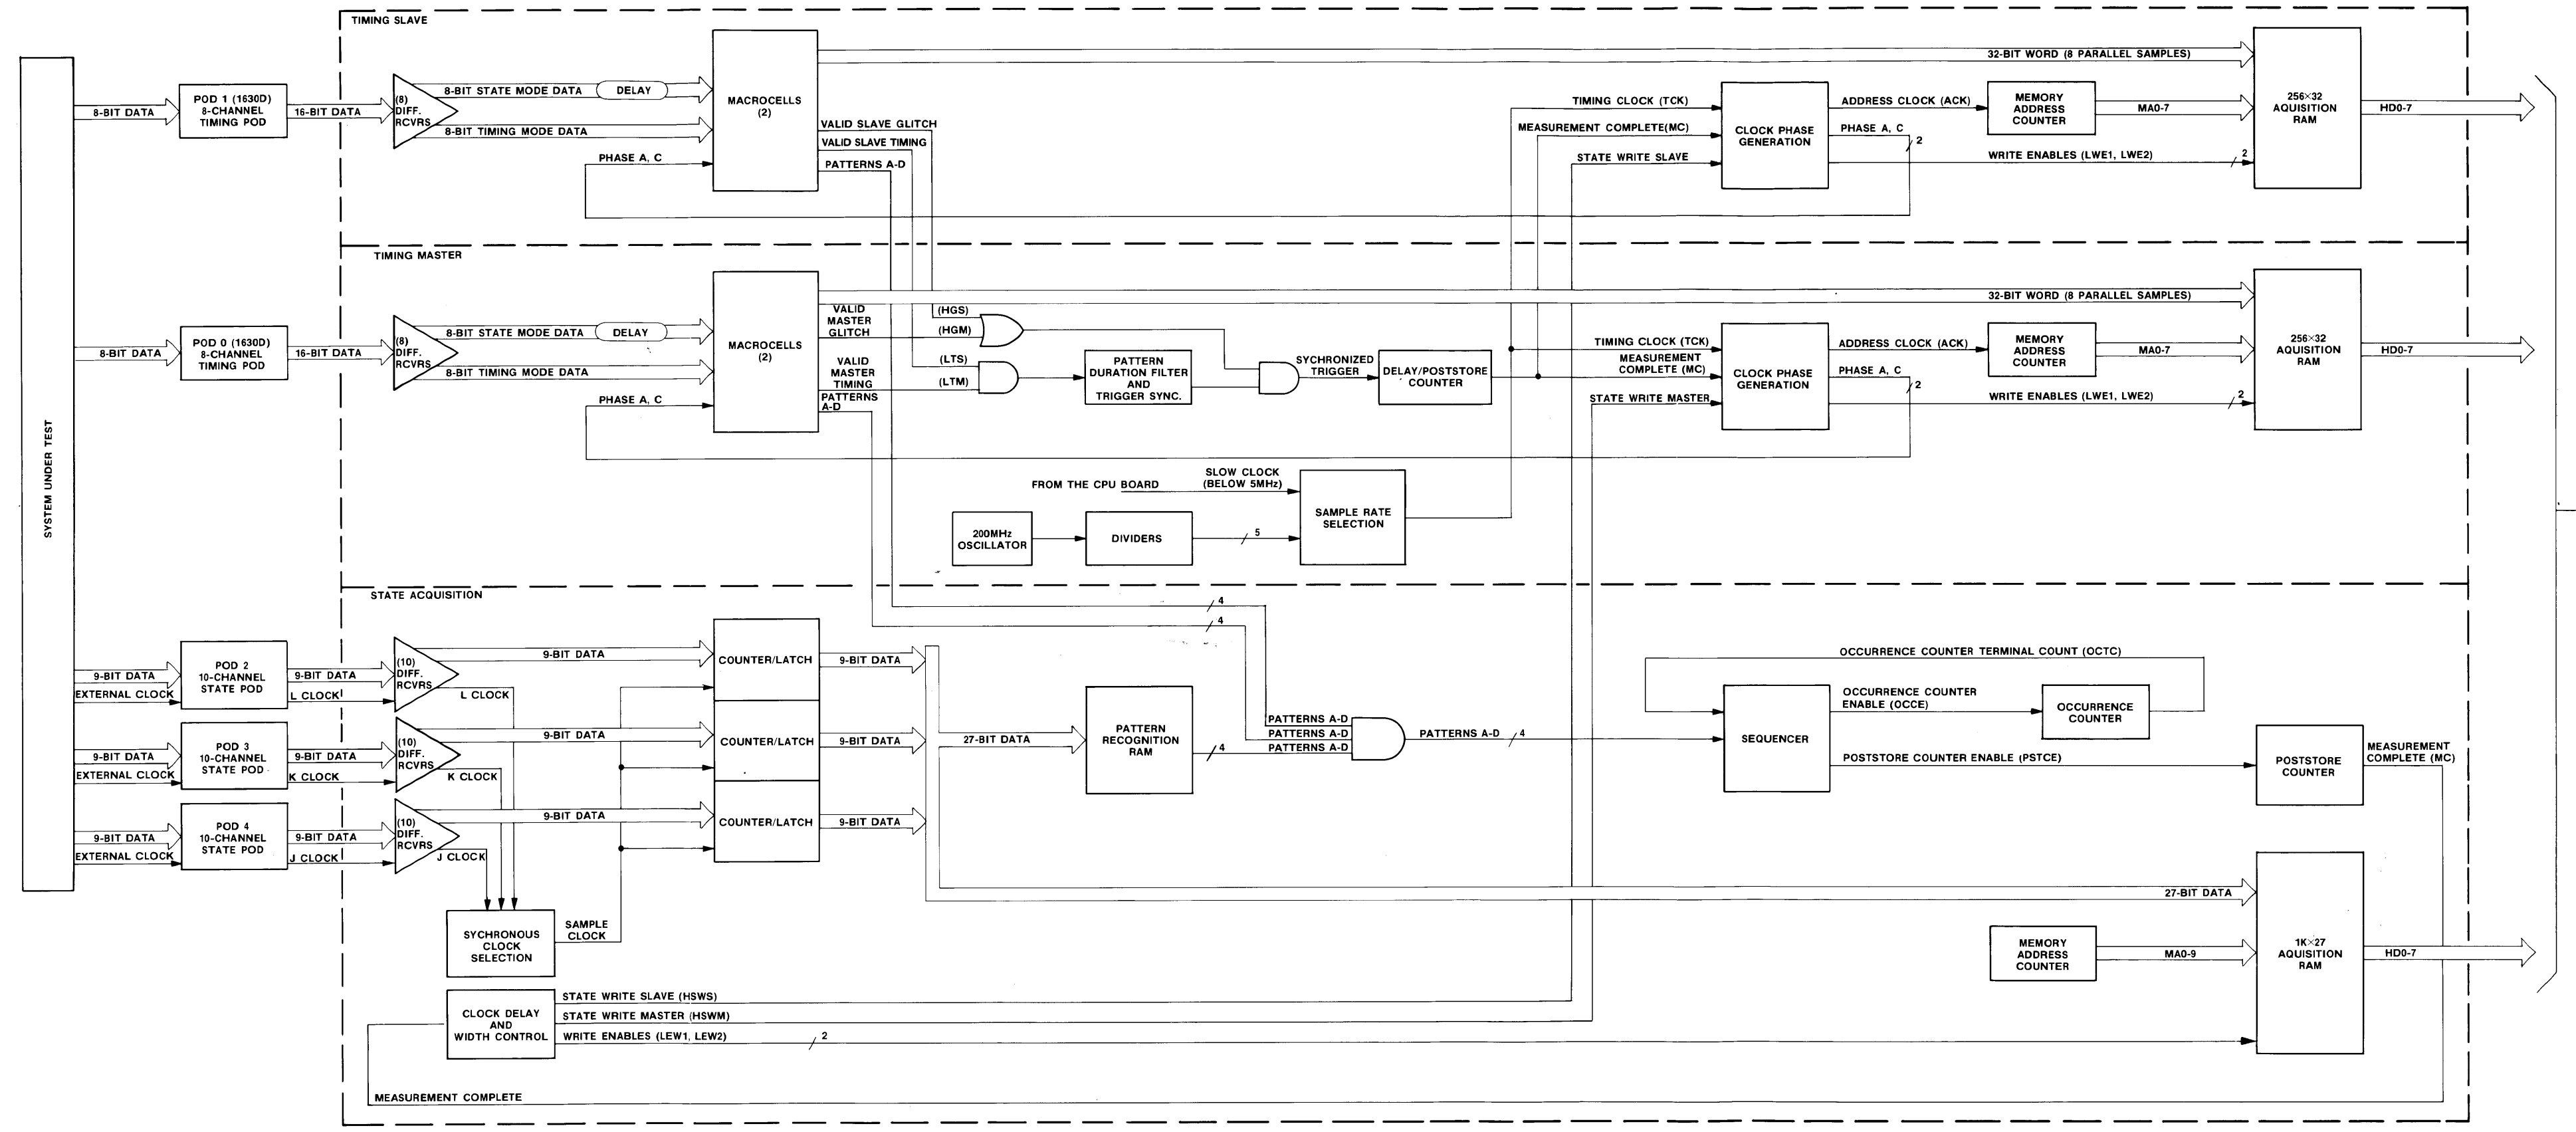 TIMING SLAVE
SYSTEM UNDER TEST
8-BIT DATA
POD 1 (1630D)
8-CHANNEL
TIMING POD
16-BIT DATA
(8)
DIFF.
RCVRS
8-BIT STATE MODE DATA
DELAY
8-BIT TIMING MODE DATA
PHASE A, C
MACROCELLS
(2)
VALID SLAVE GLITCH
VALID SLAVE TIMING
PATTERNS A-D
32-BIT WORD (8 PARALLEL SAMPLES)
TIMING CLOCK (TCK)
MEASUREMENT COMPLETE(MC)
STATE WRITE SLAVE
CLOCK PHASE
GENERATION
ADDRESS CLOCK (ACK)
PHASE A, C
2
WRITE ENABLES (LWE1, LWE2)
2
MEMORY
ADDRESS
COUNTER
MA0-7
256×32
AQUISITION
RAM
HD0-7
TIMING MASTER
8-BIT DATA
POD 0 (1630D)
8-CHANNEL
TIMING POD
16-BIT DATA
(8)
DIFF.
RCVRS
8-BIT STATE MODE DATA
DELAY
8-BIT TIMING MODE DATA
PHASE A, C
MACROCELLS
(2)
VALID
MASTER
GLITCH
VALID
MASTER
TIMING
PATTERNS
A-D
(HGS)
(HGM)
(LTS)
(LTM)
PATTERN
DURATION FILTER
AND
TRIGGER SYNC.
SYCHRONIZED
TRIGGER
DELAY/POSTSTORE
COUNTER
32-BIT WORD (8 PARALLEL SAMPLES)
TIMING CLOCK (TCK)
MEASUREMENT
COMPLETE (MC)
STATE WRITE MASTER
CLOCK PHASE
GENERATION
ADDRESS CLOCK (ACK)
PHASE A, C
2
WRITE ENABLES (LWE1, LWE2)
2
MEMORY
ADDRESS
COUNTER
MA0-7
256×32
AQUISITION
RAM
HD0-7
FROM THE CPU BOARD
SLOW CLOCK
(BELOW 5MHz)
200MHz
OSCILLATOR
DIVIDERS
5
SAMPLE RATE
SELECTION
STATE ACQUISITION
4
4
9-BIT DATA
EXTERNAL CLOCK
POD 2
10-CHANNEL
STATE POD
9-BIT DATA
L CLOCK
(10)
DIFF.
RCVRS
9-BIT DATA
L CLOCK
COUNTER/LATCH
9-BIT DATA
9-BIT DATA
EXTERNAL CLOCK
POD 3
10-CHANNEL
STATE POD
9-BIT DATA
K CLOCK
(10)
DIFF.
RCVRS
9-BIT DATA
K CLOCK
COUNTER/LATCH
9-BIT DATA
9-BIT DATA
EXTERNAL CLOCK
POD 4
10-CHANNEL
STATE POD
9-BIT DATA
J CLOCK
(10)
DIFF.
RCVRS
9-BIT DATA
J CLOCK
COUNTER/LATCH
9-BIT DATA
27-BIT DATA
PATTERN
RECOGNITION
RAM
4
PATTERNS A-D
PATTERNS A-D
PATTERNS A-D
PATTERNS A-D
4
OCCURRENCE COUNTER TERMINAL COUNT (OCTC)
SEQUENCER
OCCURRENCE COUNTER
ENABLE (OCCE)
OCCURRENCE
COUNTER
POSTSTORE COUNTER ENABLE (PSTCE)
POSTSTORE
COUNTER
MEASUREMENT
COMPLETE (MC)
SYCHRONOUS
CLOCK
SELECTION
SAMPLE
CLOCK
27-BIT DATA
MEMORY
ADDRESS
COUNTER
MA0-9
1K×27
AQUISITION
RAM
HD0-7
CLOCK DELAY
AND
WIDTH CONTROL
STATE WRITE SLAVE (HSWS)
STATE WRITE MASTER (HSWM)
WRITE ENABLES (LEW1, LEW2)
2
MEASUREMENT COMPLETE